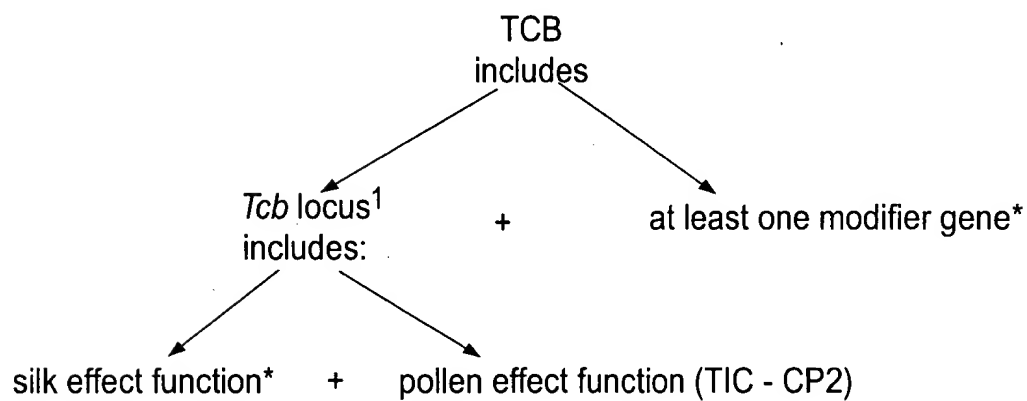 TCB
includes
Tcb locus¹
includes:
+
at least one modifier gene*
silk effect function* + pollen effect function (TIC - CP2)